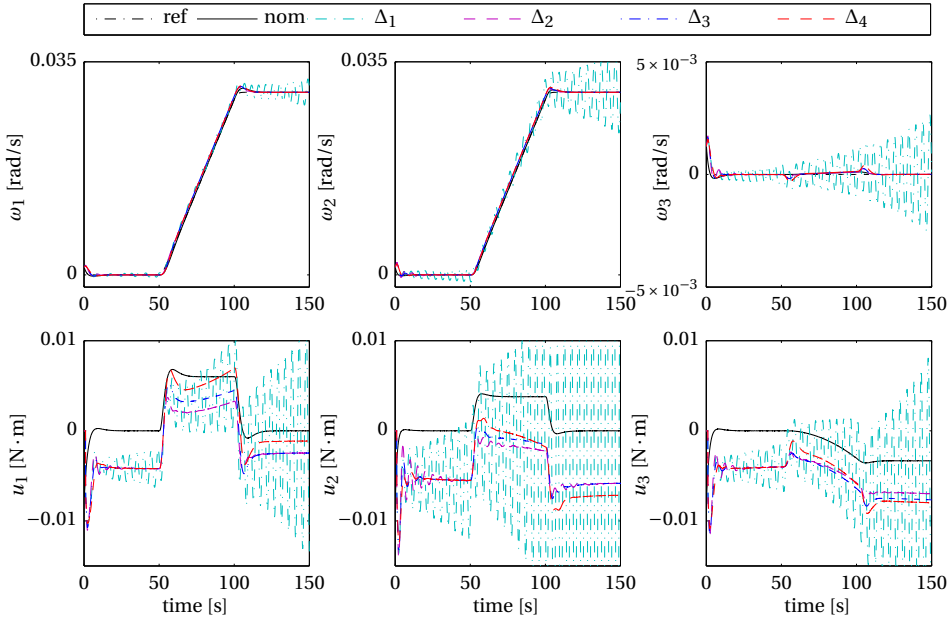 ref nom Δ1 Δ2 Δ3 Δ4
0.035
0
ω1 [rad/s]
0 50 100 150
0.035
0
ω2 [rad/s]
0 50 100 150
5 × 10−3
0
−5 × 10−3
ω3 [rad/s]
0 50 100 150
0.01
0
−0.01
u1 [N · m]
0 50 100 150
time [s]
0.01
0
−0.01
u2 [N · m]
0 50 100 150
time [s]
0.01
0
−0.01
u3 [N · m]
0 50 100 150
time [s]